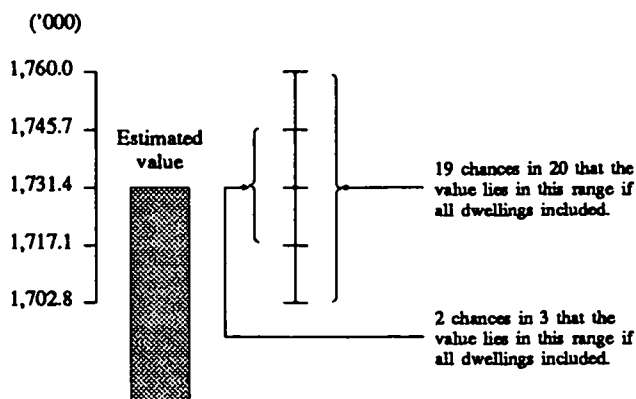 ('000)
1,760.0
1,745.7
Estimated
value
1,731.4
1,717.1
1,702.8
19 chances in 20 that the
value lies in this range if
all dwellings included.
2 chances in 3 that the
value lies in this range if
all dwellings included.